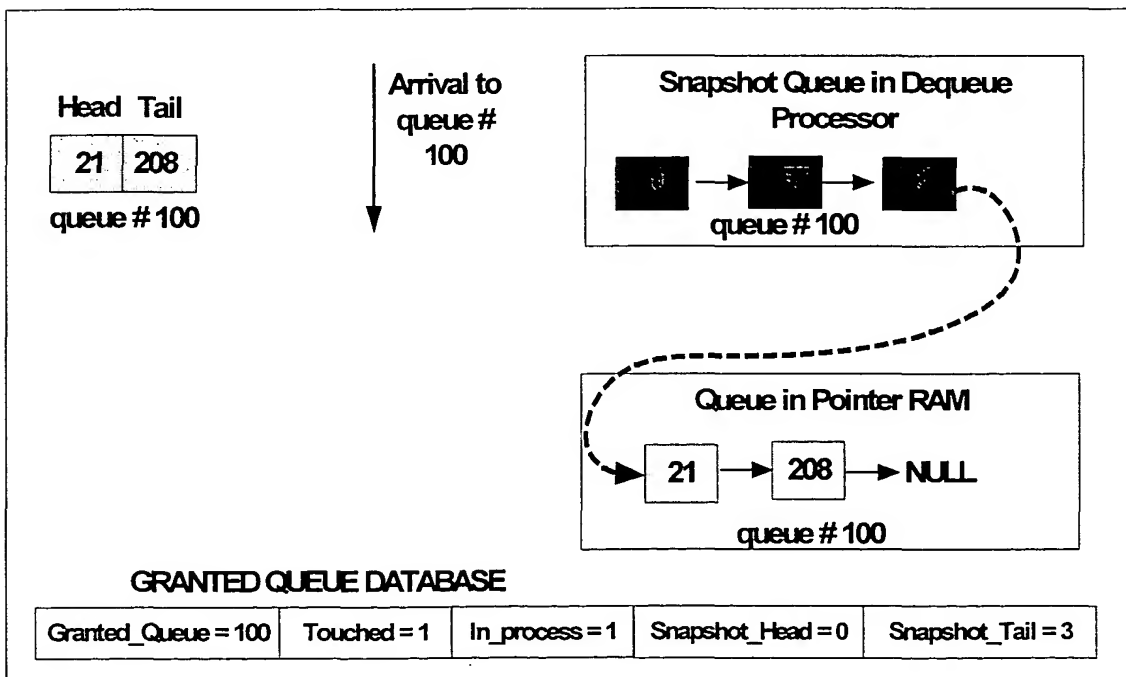 Head Tail
21 208
queue # 100
Arrival to
queue #
100
Snapshot Queue in Dequeue
Processor
queue # 100
Queue in Pointer RAM
21 208 NULL
queue # 100
GRANTED QUEUE DATABASE
Granted_Queue = 100 Touched = 1 In_process = 1 Snapshot_Head = 0 Snapshot_Tail = 3